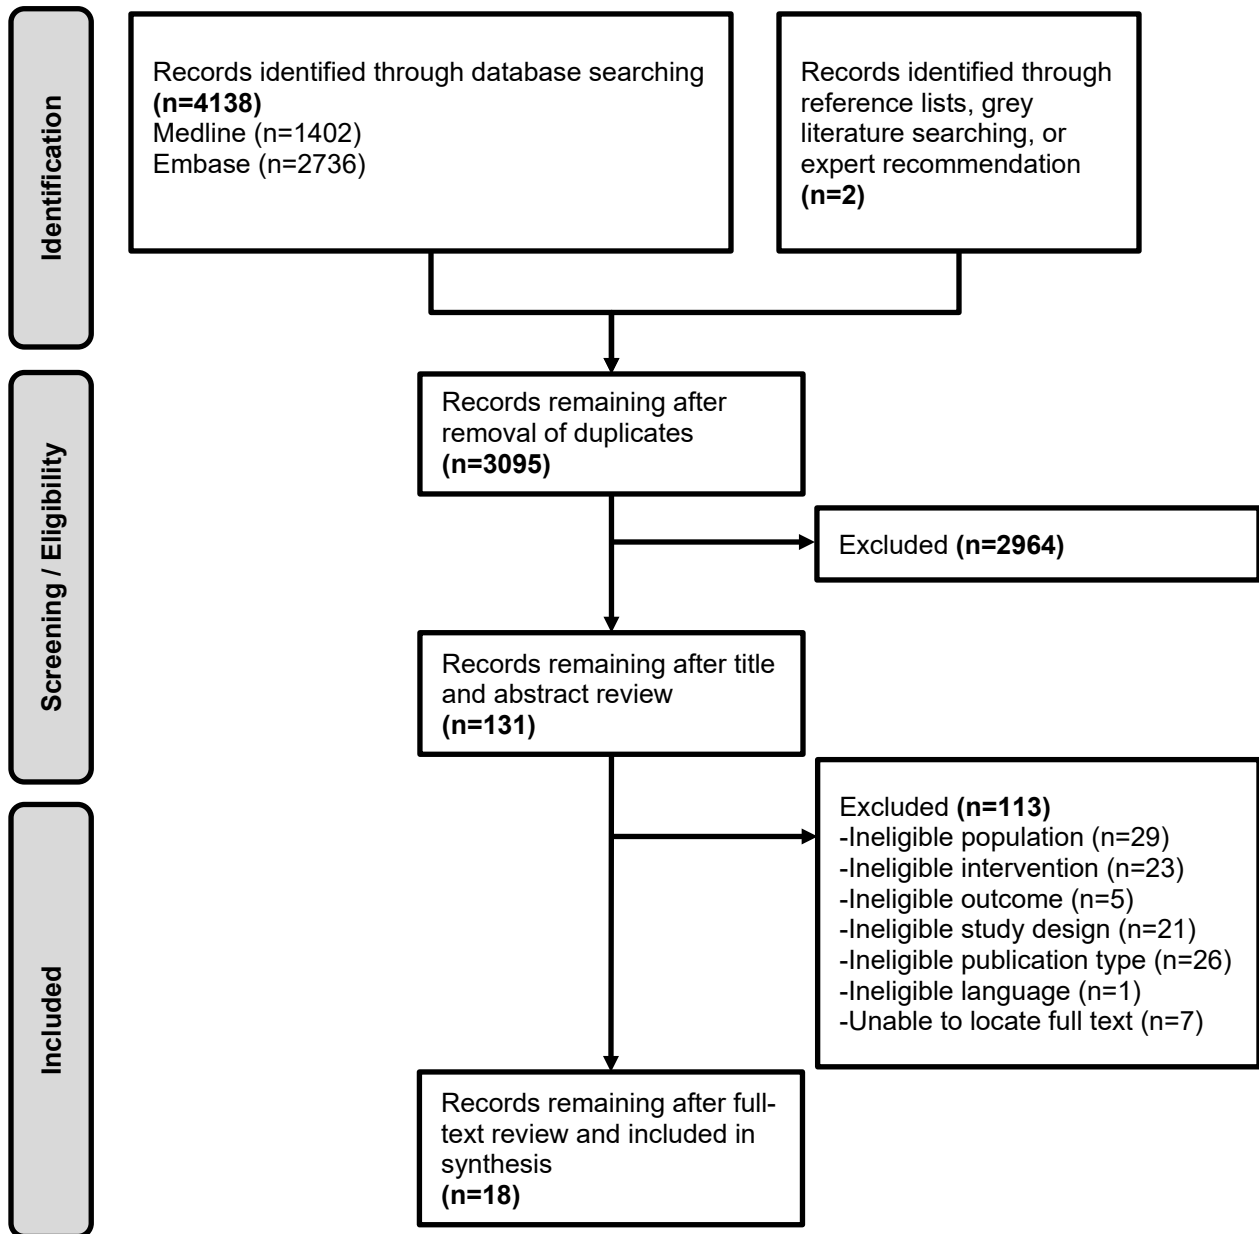 Identification
Records identified through database searching
(n=4138)
Medline (n=1402)
Embase (n=2736)
Records identified through
reference lists, grey
literature searching, or
expert recommendation
(n=2)
Screening / Eligibility
Records remaining after
removal of duplicates
(n=3095)
Excluded (n=2964)
Records remaining after title
and abstract review
(n=131)
Included
Excluded (n=113)
-Ineligible population (n=29)
-Ineligible intervention (n=23)
-Ineligible outcome (n=5)
-Ineligible study design (n=21)
-Ineligible publication type (n=26)
-Ineligible language (n=1)
-Unable to locate full text (n=7)
Records remaining after full-
text review and included in
synthesis
(n=18)